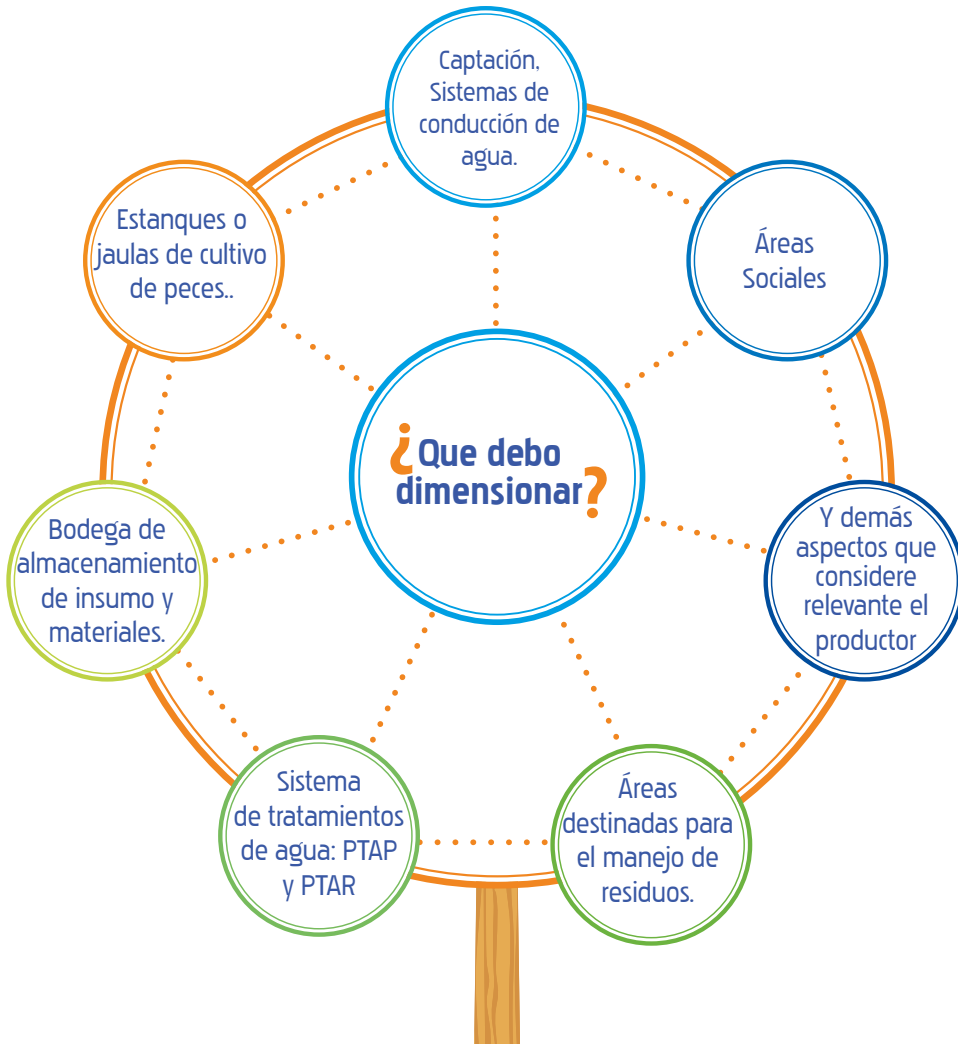 Captación,
Sistemas de
conducción de
agua.
Estanques o
jaulas de cultivo
de peces..
Áreas
Sociales
¿Que debo
dimensionar?
Bodega de
almacenamiento
de insumo y
materiales.
Y demás
aspectos que
considere
relevante el
productor
Sistema
de tratamientos
de agua: PTAP
y PTAR
Áreas
destinadas para
el manejo de
residuos.